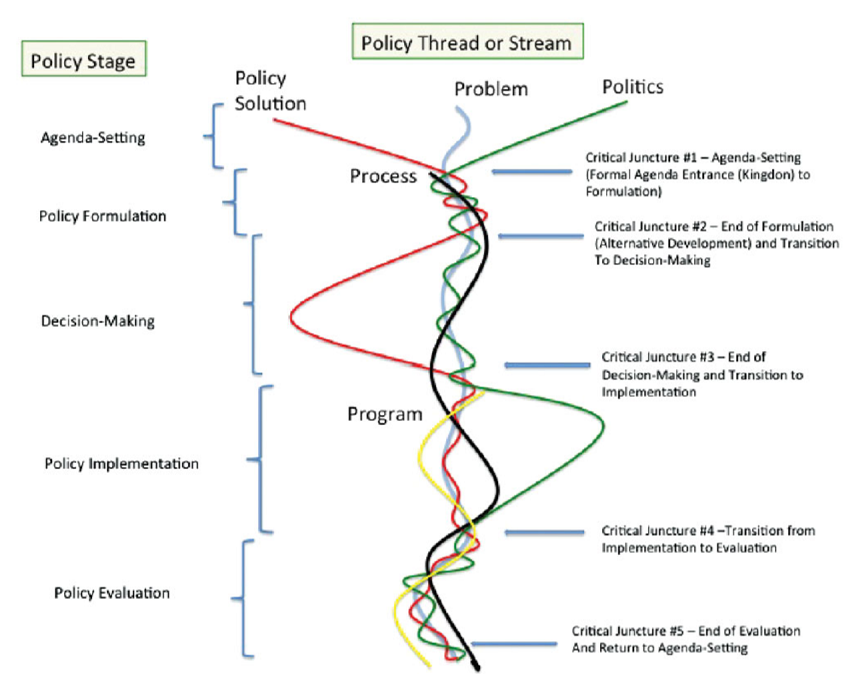 Policy Thread or Stream
Policy Stage
Policy
Solution
Problem
Politics
Agenda-Setting
Process
Critical Juncture #1 – Agenda-Setting
(Formal Agenda Entrance (Kingdon) to
Formulation)
Policy Formulation
Critical Juncture #2 – End of Formulation
(Alternative Development) and Transition
To Decision-Making
Decision-Making
Critical Juncture #3 – End of
Decision-Making and Transition to
Implementation
Program
Policy Implementation
Critical Juncture #4 –Transition from
Implementation to Evaluation
Policy Evaluation
Critical Juncture #5 – End of Evaluation
And Return to Agenda-Setting